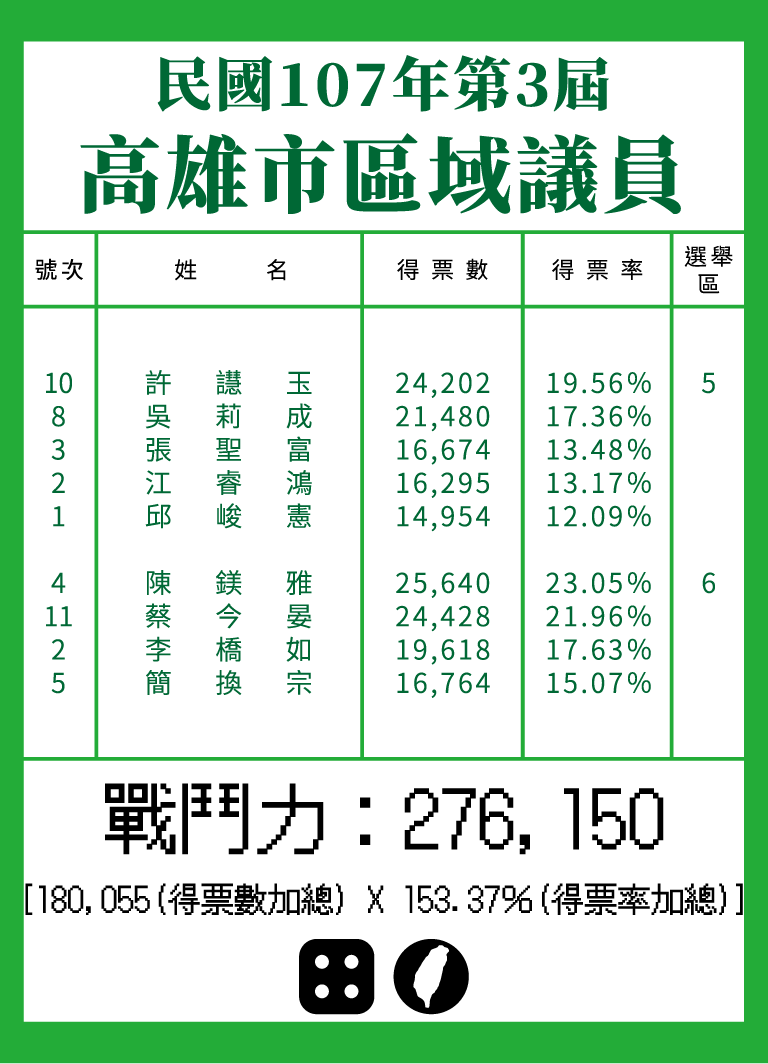 民國107年第3屆
高雄市區域議員
號次 姓名 得票數 得票率 選舉區
10 許譿玉 24,202 19.56% 5
8 吳莉成 21,480 17.36%
3 張聖富 16,674 13.48%
2 江睿鴻 16,295 13.17%
1 邱峻憲 14,954 12.09%
4 陳鎂雅 25,640 23.05% 6
11 蔡今晏 24,428 21.96%
2 李橋如 19,618 17.63%
5 簡換宗 16,764 15.07%
戰鬥力：276,150
[180,055(得票數加總) X 153.37%(得票率加總)]